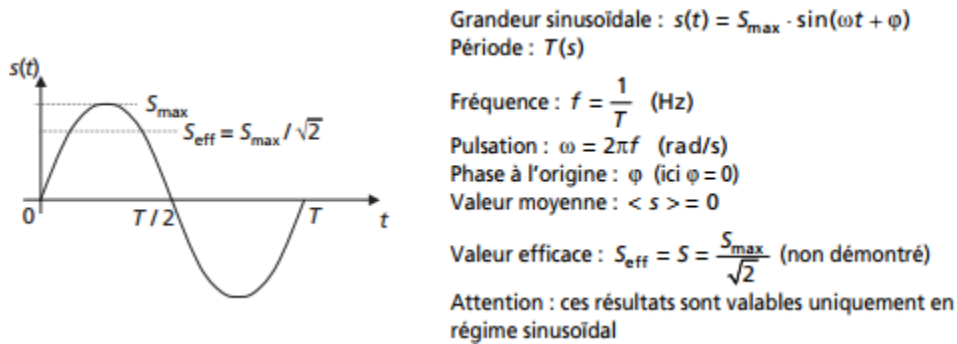 s(t)
S_max
S_eff = S_max / √2
0
T / 2
T
t
Grandeur sinusoïdale : s(t) = S_max · sin(ωt + φ)
Période : T(s)
Fréquence : f = 1/T (Hz)
Pulsation : ω = 2πf (rad/s)
Phase à l'origine : φ (ici φ = 0)
Valeur moyenne : < s > = 0
Valeur efficace : S_eff = S = S_max/√2 (non démontré)
Attention : ces résultats sont valables uniquement en
régime sinusoïdal